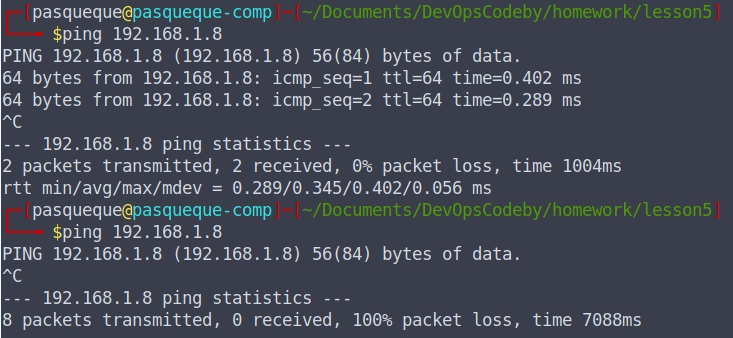 ┌─[pasqueque@pasqueque-comp]─[~/Documents/DevOpsCodeby/homework/lesson5]
└──╼ $ping 192.168.1.8
PING 192.168.1.8 (192.168.1.8) 56(84) bytes of data.
64 bytes from 192.168.1.8: icmp_seq=1 ttl=64 time=0.402 ms
64 bytes from 192.168.1.8: icmp_seq=2 ttl=64 time=0.289 ms
^C
--- 192.168.1.8 ping statistics ---
2 packets transmitted, 2 received, 0% packet loss, time 1004ms
rtt min/avg/max/mdev = 0.289/0.345/0.402/0.056 ms
┌─[pasqueque@pasqueque-comp]─[~/Documents/DevOpsCodeby/homework/lesson5]
└──╼ $ping 192.168.1.8
PING 192.168.1.8 (192.168.1.8) 56(84) bytes of data.
^C
--- 192.168.1.8 ping statistics ---
8 packets transmitted, 0 received, 100% packet loss, time 7088ms